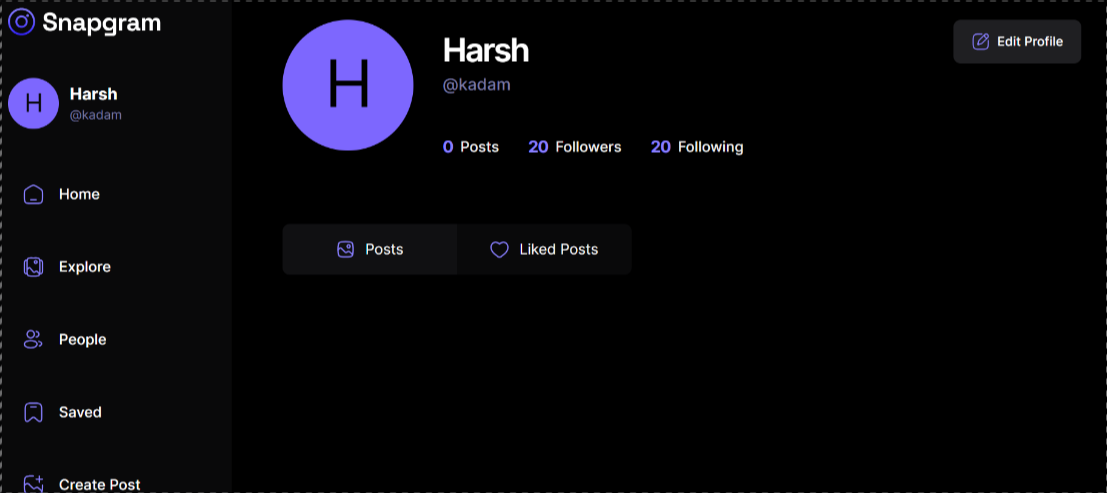 Snapgram
H
Harsh
@kadam
Home
Explore
People
Saved
Create Post
H
Harsh
@kadam
0 Posts 20 Followers 20 Following
Edit Profile
Posts
Liked Posts